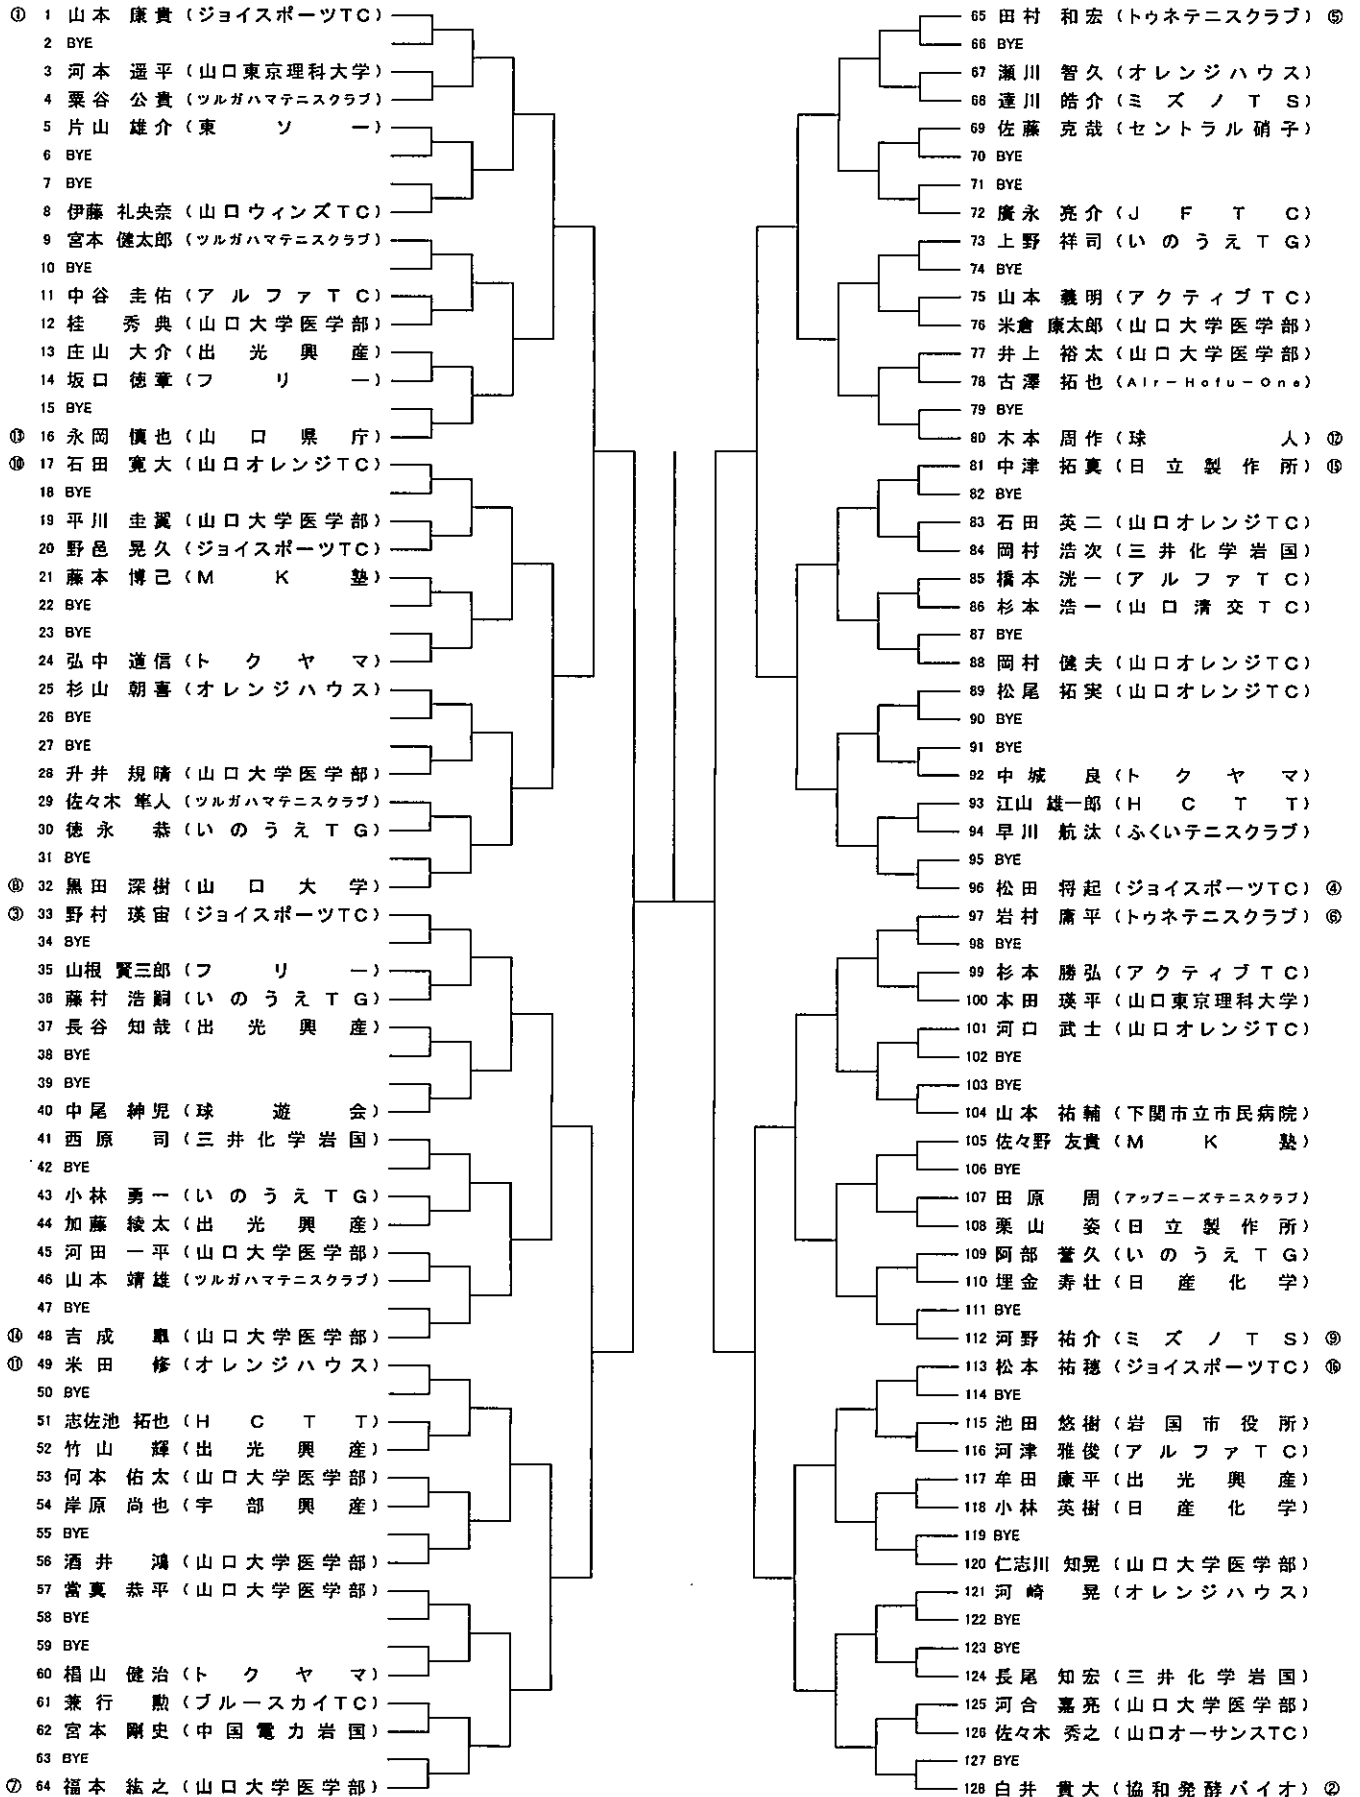 ① 1 山本 康貴 (ジョイスポーツTC)
2 BYE
3 河本 遥平 (山口東京理科大学)
4 粟谷 公貴 (ツルガハマテニスクラブ)
5 片山 雄介 (東ソー)
6 BYE
7 BYE
8 伊藤 礼央奈 (山口ウィンズTC)
9 宮本 健太郎 (ツルガハマテニスクラブ)
10 BYE
11 中谷 圭佑 (アルファTC)
12 桂 秀典 (山口大学医学部)
13 庄山 大介 (出光興産)
14 坂口 徳章 (フリー)
15 BYE
⑬ 16 永岡 慎也 (山口県庁)
⑩ 17 石田 寛大 (山口オレンジTC)
18 BYE
19 平川 圭翼 (山口大学医学部)
20 野邑 晃久 (ジョイスポーツTC)
21 藤本 博己 (MK塾)
22 BYE
23 BYE
24 弘中 道信 (トクヤマ)
25 杉山 朝喜 (オレンジハウス)
26 BYE
27 BYE
28 升井 規晴 (山口大学医学部)
29 佐々木 隼人 (ツルガハマテニスクラブ)
30 徳永 恭 (いのうえTG)
31 BYE
⑧ 32 黒田 深樹 (山口大学)
③ 33 野村 瑛宙 (ジョイスポーツTC)
34 BYE
35 山根 賢三郎 (フリー)
36 藤村 浩嗣 (いのうえTG)
37 長谷 知哉 (出光興産)
38 BYE
39 BYE
40 中尾 紳児 (球遊会)
41 西原 司 (三井化学岩国)
42 BYE
43 小林 勇一 (いのうえTG)
44 加藤 綾太 (出光興産)
45 河田 一平 (山口大学医学部)
46 山本 靖雄 (ツルガハマテニスクラブ)
47 BYE
⑭ 48 吉成 (山口大学医学部)
⑪ 49 米田 修 (オレンジハウス)
50 BYE
51 志佐池 拓也 (HCTT)
52 竹山 輝 (出光興産)
53 何本 佑太 (山口大学医学部)
54 岸原 尚也 (宇部興産)
55 BYE
56 酒井 鴻 (山口大学医学部)
57 當真 恭平 (山口大学医学部)
58 BYE
59 BYE
60 椙山 健治 (トクヤマ)
61 兼行 勲 (ブルースカイTC)
62 宮本 剛史 (中国電力岩国)
63 BYE
⑦ 64 福本 紘之 (山口大学医学部)
65 田村 和宏 (トゥネテニスクラブ) ⑤
66 BYE
67 瀬川 智久 (オレンジハウス)
68 達川 皓介 (ミズノTS)
69 佐藤 克哉 (セントラル硝子)
70 BYE
71 BYE
72 廣永 亮介 (JFTC)
73 上野 祥司 (いのうえTG)
74 BYE
75 山本 義明 (アクティブTC)
76 米倉 康太郎 (山口大学医学部)
77 井上 裕太 (山口大学医学部)
78 古澤 拓也 (Air-Hofu-One)
79 BYE
80 木本 周作 (球人) ⑫
81 中津 拓真 (日立製作所) ⑮
82 BYE
83 石田 英二 (山口オレンジTC)
84 岡村 浩次 (三井化学岩国)
85 橋本 洸一 (アルファTC)
86 杉本 浩一 (山口清交TC)
87 BYE
88 岡村 健夫 (山口オレンジTC)
89 松尾 拓実 (山口オレンジTC)
90 BYE
91 BYE
92 中城 良 (トクヤマ)
93 江山 雄一郎 (HCTT)
94 早川 航汰 (ふくいテニスクラブ)
95 BYE
96 松田 将起 (ジョイスポーツTC) ④
97 岩村 庸平 (トゥネテニスクラブ) ⑥
98 BYE
99 杉本 勝弘 (アクティブTC)
100 本田 瑛平 (山口東京理科大学)
101 河口 武士 (山口オレンジTC)
102 BYE
103 BYE
104 山本 祐輔 (下関市立市民病院)
105 佐々野 友貴 (MK塾)
106 BYE
107 田原 周 (アップニーズテニスクラブ)
108 栗山 姿 (日立製作所)
109 阿部 誉久 (いのうえTG)
110 埋金 寿壮 (日産化学)
111 BYE
112 河野 祐介 (ミズノTS) ⑨
113 松本 祐穂 (ジョイスポーツTC) ⑯
114 BYE
115 池田 悠樹 (岩国市役所)
116 河津 雅俊 (アルファTC)
117 牟田 康平 (出光興産)
118 小林 英樹 (日産化学)
119 BYE
120 仁志川 知晃 (山口大学医学部)
121 河崎 晃 (オレンジハウス)
122 BYE
123 BYE
124 長尾 知宏 (三井化学岩国)
125 河合 嘉亮 (山口大学医学部)
126 佐々木 秀之 (山口オーサンスTC)
127 BYE
128 白井 貴大 (協和発酵バイオ) ②